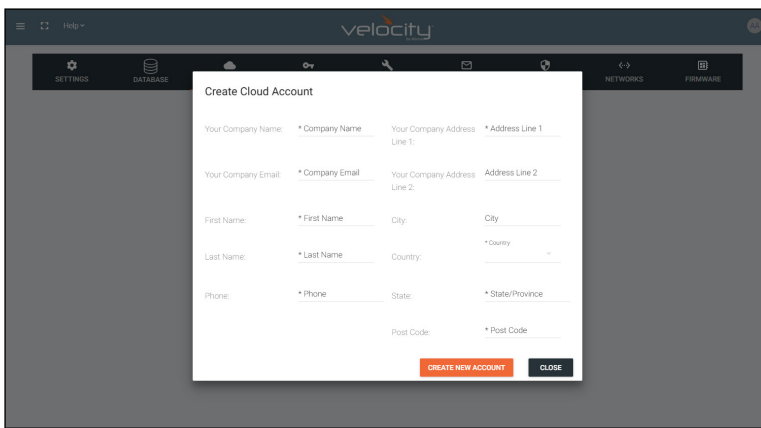 Help
velocity
SETTINGS
DATABASE
NETWORKS
FIRMWARE
Create Cloud Account
Your Company Name: * Company Name
Your Company Address Line 1: * Address Line 1
Your Company Email: * Company Email
Your Company Address Line 2: Address Line 2
First Name: * First Name
City: City
Last Name: * Last Name
Country: * Country
Phone: * Phone
State: * State/Province
Post Code: * Post Code
CREATE NEW ACCOUNT
CLOSE